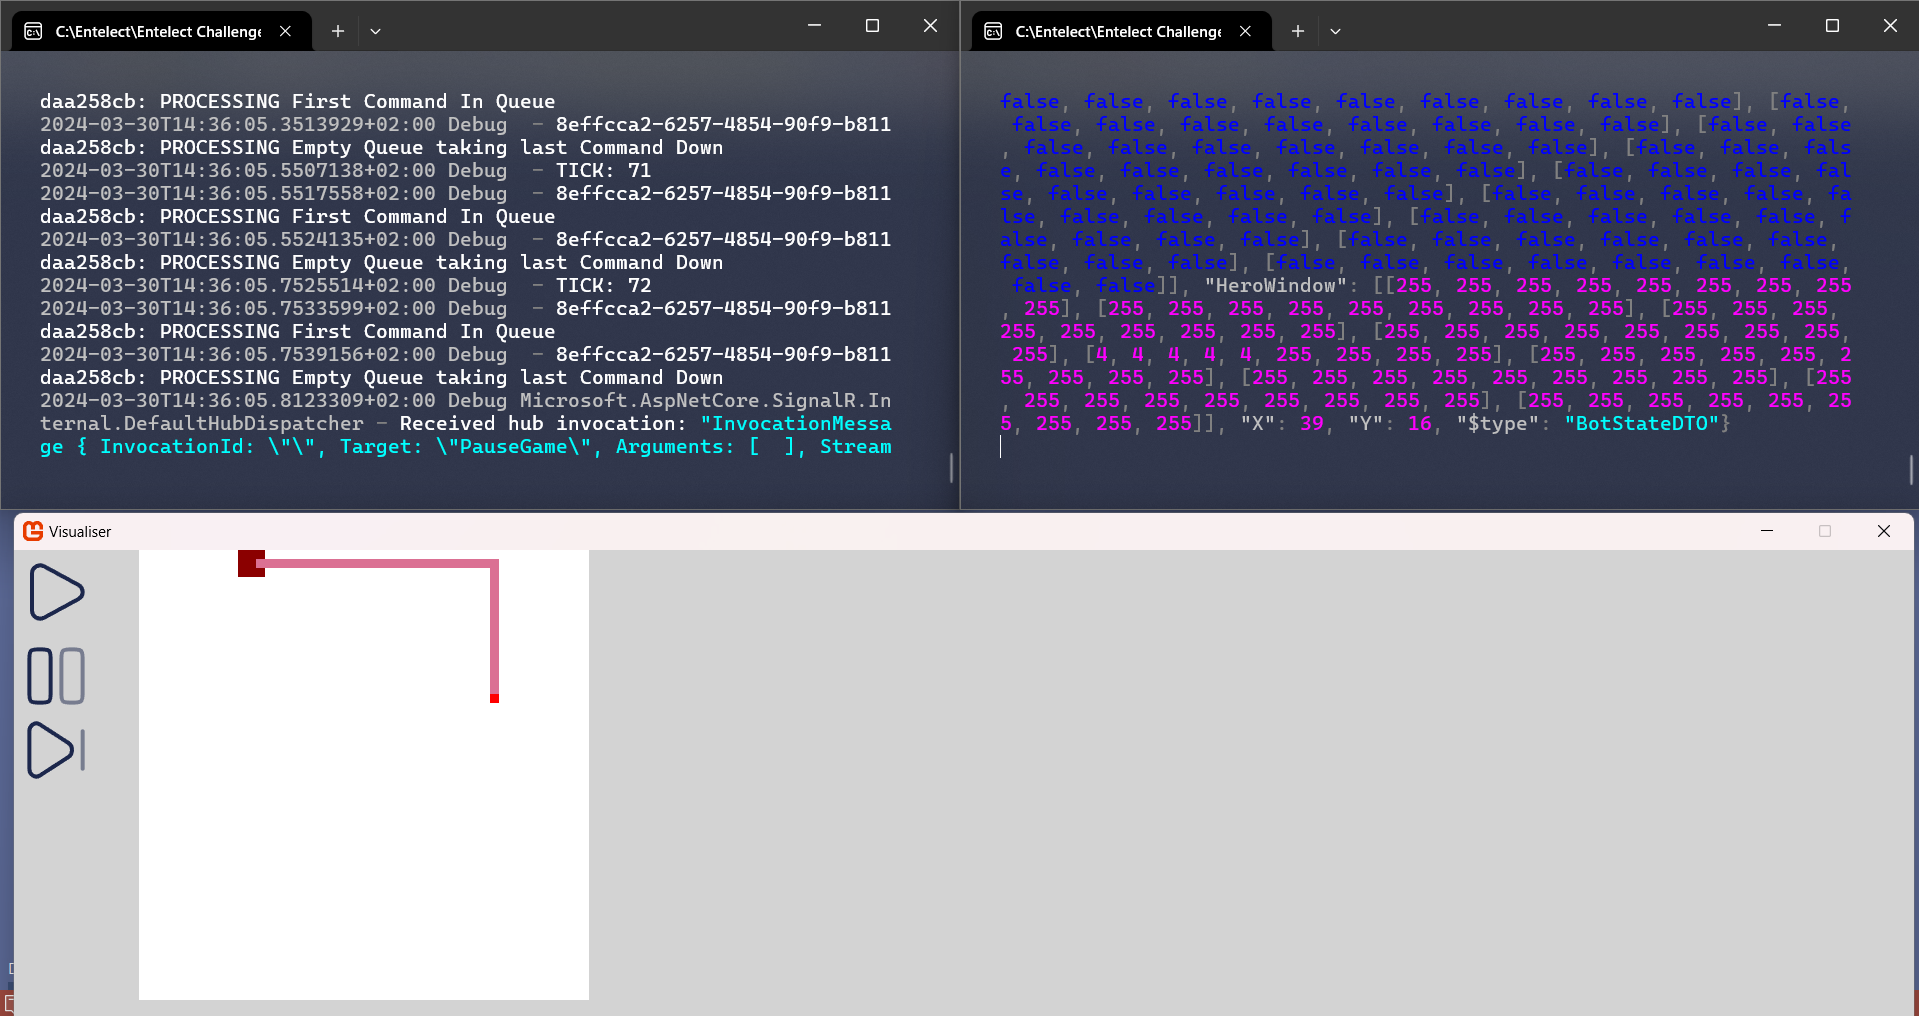 C:\Entelect\Entelect Challenge
daa258cb: PROCESSING First Command In Queue
2024-03-30T14:36:05.3513929+02:00 Debug  - 8effcca2-6257-4854-90f9-b811
daa258cb: PROCESSING Empty Queue taking last Command Down
2024-03-30T14:36:05.5507138+02:00 Debug  - TICK: 71
2024-03-30T14:36:05.5517558+02:00 Debug  - 8effcca2-6257-4854-90f9-b811
daa258cb: PROCESSING First Command In Queue
2024-03-30T14:36:05.5524135+02:00 Debug  - 8effcca2-6257-4854-90f9-b811
daa258cb: PROCESSING Empty Queue taking last Command Down
2024-03-30T14:36:05.7525514+02:00 Debug  - TICK: 72
2024-03-30T14:36:05.7533599+02:00 Debug  - 8effcca2-6257-4854-90f9-b811
daa258cb: PROCESSING First Command In Queue
2024-03-30T14:36:05.7539156+02:00 Debug  - 8effcca2-6257-4854-90f9-b811
daa258cb: PROCESSING Empty Queue taking last Command Down
2024-03-30T14:36:05.8123309+02:00 Debug Microsoft.AspNetCore.SignalR.In
ternal.DefaultHubDispatcher - Received hub invocation: "InvocationMessa
ge { InvocationId: \"\", Target: \"PauseGame\", Arguments: [  ], Stream
C:\Entelect\Entelect Challenge
false, false, false, false, false, false, false, false, false], [false,
 false, false, false, false, false, false, false, false], [false, false
, false, false, false, false, false, false, false], [false, false, fals
e, false, false, false, false, false, false], [false, false, false, fal
se, false, false, false, false, false], [false, false, false, false, fa
lse, false, false, false, false], [false, false, false, false, false, f
alse, false, false, false], [false, false, false, false, false, false,
false, false, false], [false, false, false, false, false, false, false,
 false, false]], "HeroWindow": [[255, 255, 255, 255, 255, 255, 255, 255
, 255], [255, 255, 255, 255, 255, 255, 255, 255, 255], [255, 255, 255,
255, 255, 255, 255, 255, 255], [255, 255, 255, 255, 255, 255, 255, 255,
 255], [4, 4, 4, 4, 4, 255, 255, 255, 255], [255, 255, 255, 255, 255, 2
55, 255, 255, 255], [255, 255, 255, 255, 255, 255, 255, 255, 255], [255
, 255, 255, 255, 255, 255, 255, 255, 255], [255, 255, 255, 255, 255, 25
5, 255, 255, 255]], "X": 39, "Y": 16, "$type": "BotStateDTO"}
Visualiser